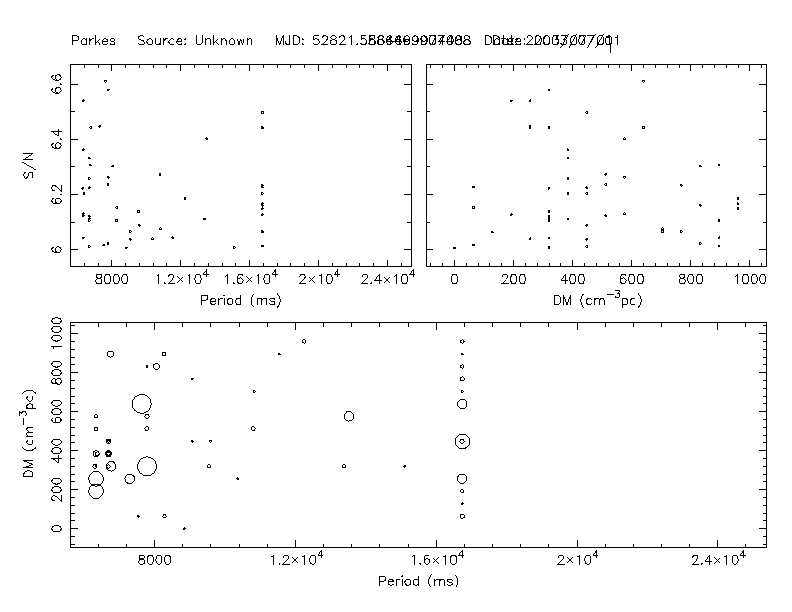 Parkes Source: Unknown MJD: 52821.
6.6
6.4
6.2
6
S/N
8000 1.2×10⁴ 1.6×10⁴ 2×10⁴ 2.4×10⁴
Period (ms)
0 200 400 600 800 1000
DM (cm⁻³pc)
1000
800
600
400
200
0
DM (cm⁻³pc)
8000 1.2×10⁴ 1.6×10⁴ 2×10⁴ 2.4×10⁴
Period (ms)